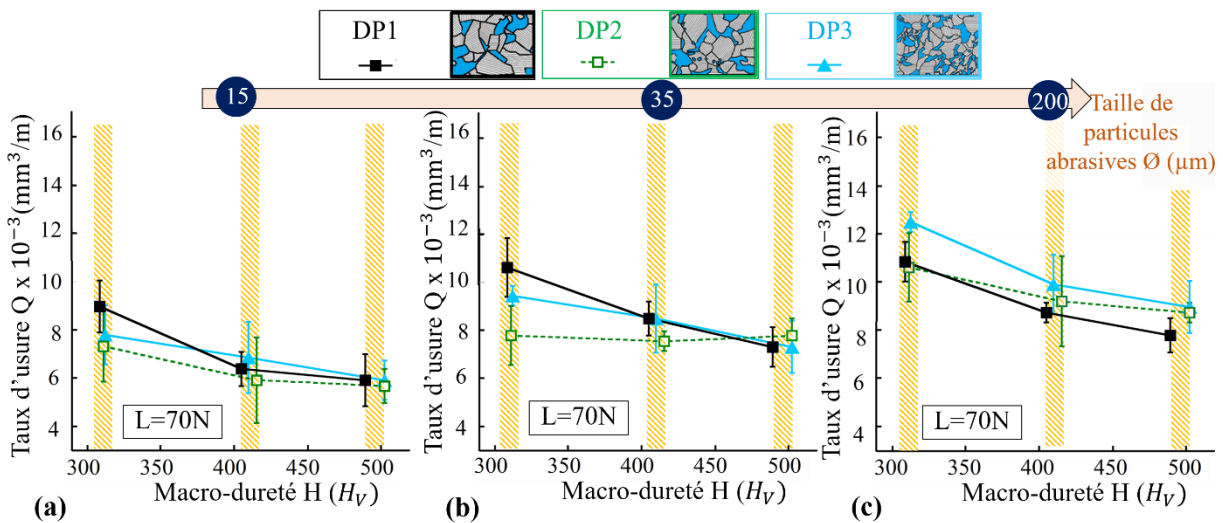 DP1
DP2
DP3
15
35
200
Taille de
particules
abrasives Ø (µm)
Taux d'usure Q x 10⁻³ (mm³/m)
16
14
12
10
8
6
4
L=70N
300
350
400
450
500
Macro-dureté H (H_V)
(a)
Taux d'usure Q x 10⁻³ (mm³/m)
16
14
12
10
8
6
4
L=70N
300
350
400
450
500
Macro-dureté H (H_V)
(b)
Taux d'usure Q x 10⁻³ (mm³/m)
16
14
12
10
8
6
4
L=70N
300
350
400
450
500
Macro-dureté H (H_V)
(c)